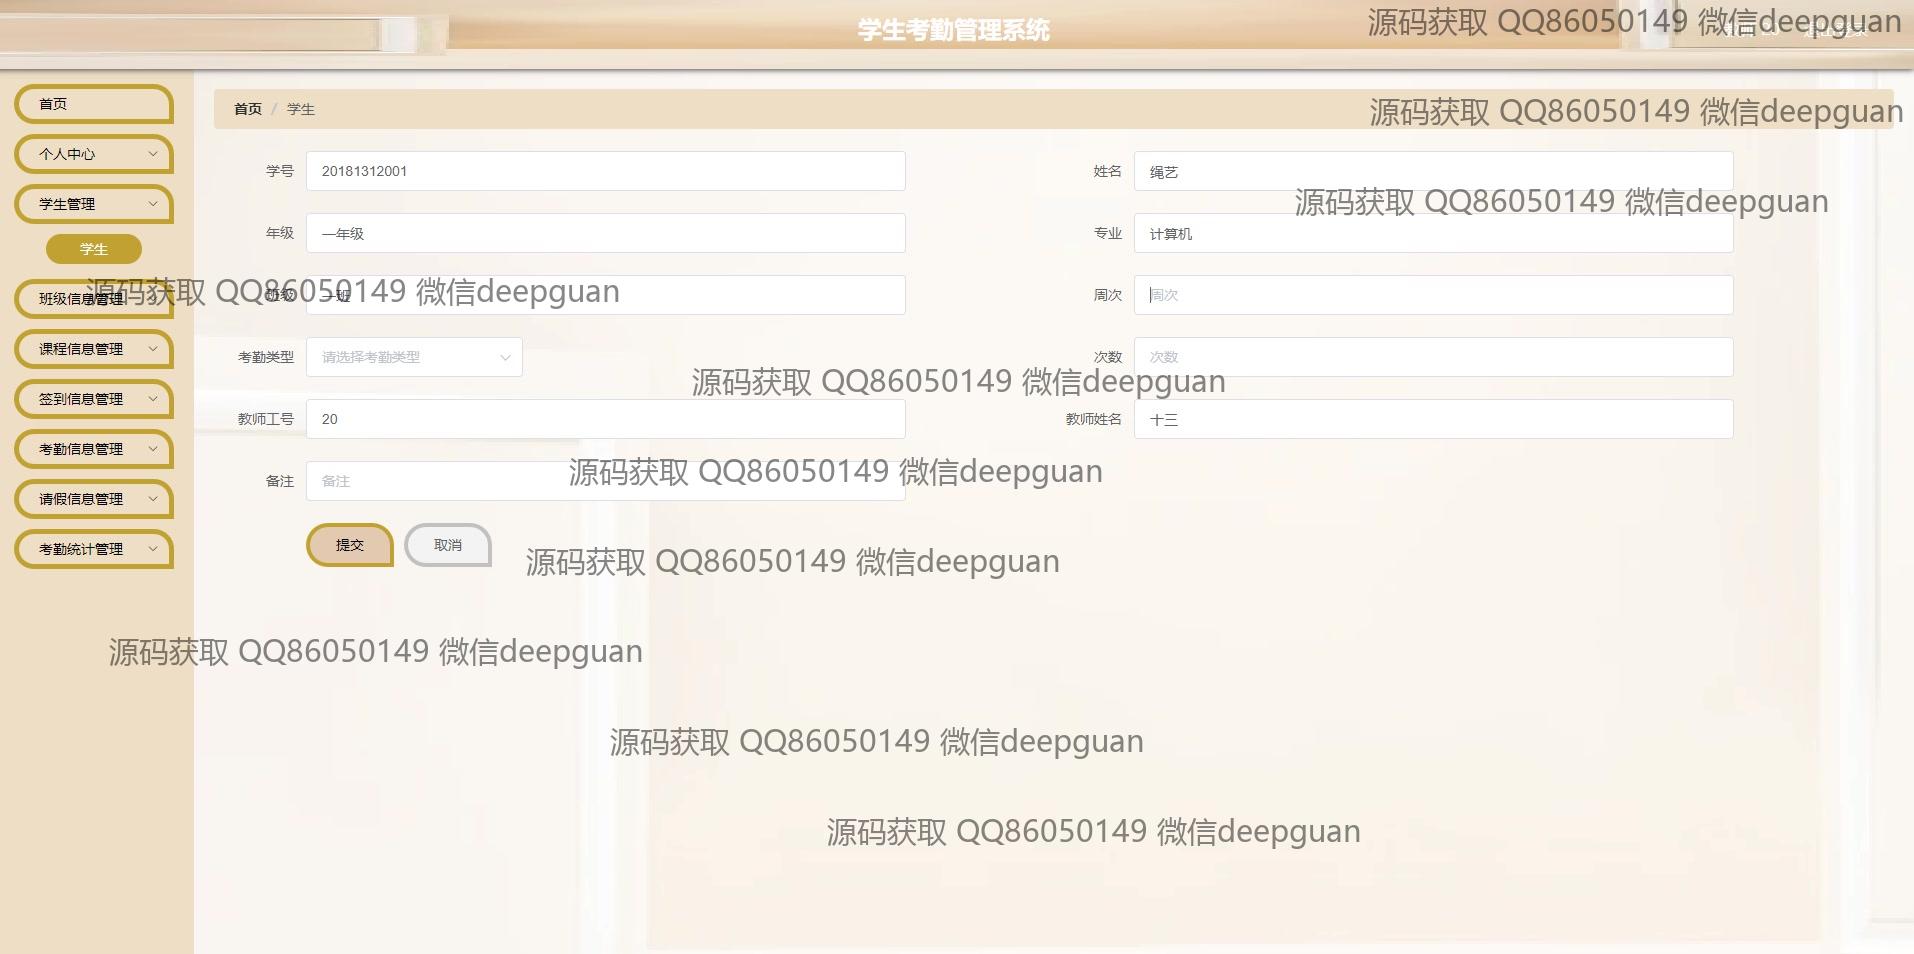 学生考勤管理系统
源码获取 QQ86050149 微信deepguan
首页
个人中心
学生管理
学生
班级信息管理
课程信息管理
签到信息管理
考勤信息管理
请假信息管理
考勤统计管理
首页 / 学生
源码获取 QQ86050149 微信deepguan
学号 20181312001 姓名 绳艺
源码获取 QQ86050149 微信deepguan
年级 一年级 专业 计算机
源码获取 QQ86050149 微信deepguan
班级 一班 周次 周次
考勤类型 请选择考勤类型 次数 次数
源码获取 QQ86050149 微信deepguan
教师工号 20 教师姓名 十三
源码获取 QQ86050149 微信deepguan
备注 备注
提交 取消
源码获取 QQ86050149 微信deepguan
源码获取 QQ86050149 微信deepguan
源码获取 QQ86050149 微信deepguan
源码获取 QQ86050149 微信deepguan